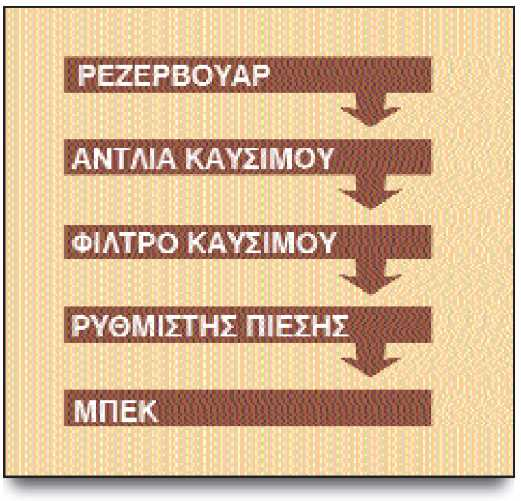 ΡΕΖΕΡΒΟΥΑΡ
ΑΝΤΛΙΑ ΚΑΥΣΙΜΟΥ
ΦΙΛΤΡΟ ΚΑΥΣΙΜΟΥ
ΡΥΘΜΙΣΤΗΣ ΠΙΕΣΗΣ
ΜΠΕΚ